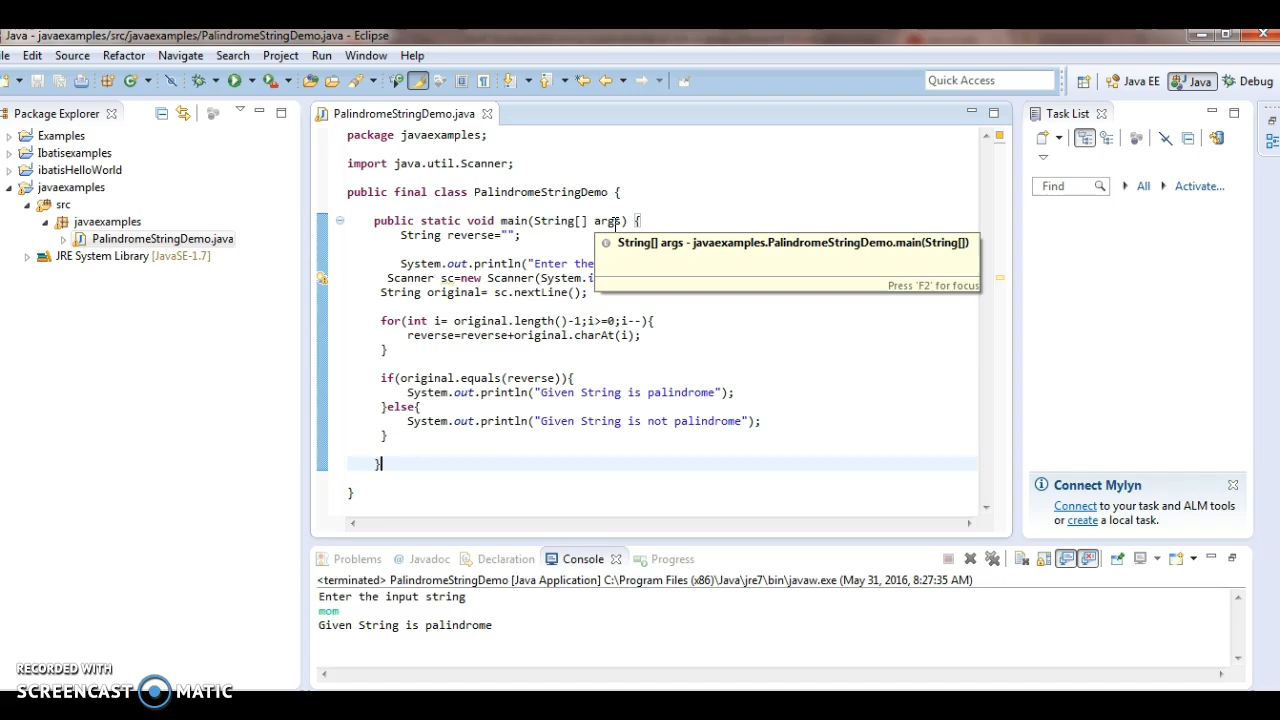 Java - javaexamples/src/javaexamples/PalindromeStringDemo.java - Eclipse
Edit Source Refactor Navigate Search Project Run Window Help
Quick Access Java EE Java Debug
Package Explorer
Examples
Ibatisexamples
ibatisHelloWorld
javaexamples
src
javaexamples
PalindromeStringDemo.java
JRE System Library [JavaSE-1.7]
PalindromeStringDemo.java
package javaexamples;
import java.util.Scanner;
public final class PalindromeStringDemo {
public static void main(String[] args) {
String reverse="";
System.out.println("Enter the
Scanner sc=new Scanner(System.i
String original= sc.nextLine();
for(int i= original.length()-1;i>=0;i--){
reverse=reverse+original.charAt(i);
}
if(original.equals(reverse)){
System.out.println("Given String is palindrome");
}else{
System.out.println("Given String is not palindrome");
}
}
}
String[] args - javaexamples.PalindromeStringDemo.main(String[])
Press 'F2' for focus
Task List
Find All Activate...
Connect Mylyn
Connect to your task and ALM tools
or create a local task.
Problems @ Javadoc Declaration Console Progress
<terminated> PalindromeStringDemo [Java Application] C:\Program Files (x86)\Java\jre7\bin\javaw.exe (May 31, 2016, 8:27:35 AM)
Enter the input string
mom
Given String is palindrome
RECORDED WITH
SCREENCAST MATIC